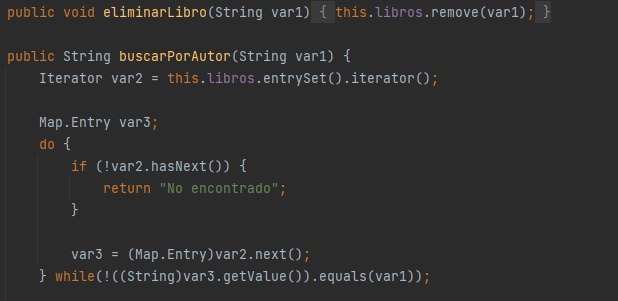 public void eliminarLibro(String var1) { this.libros.remove(var1); }
public String buscarPorAutor(String var1) {
Iterator var2 = this.libros.entrySet().iterator();
Map.Entry var3;
do {
if (!var2.hasNext()) {
return "No encontrado";
}
var3 = (Map.Entry)var2.next();
} while(!((String)var3.getValue()).equals(var1));